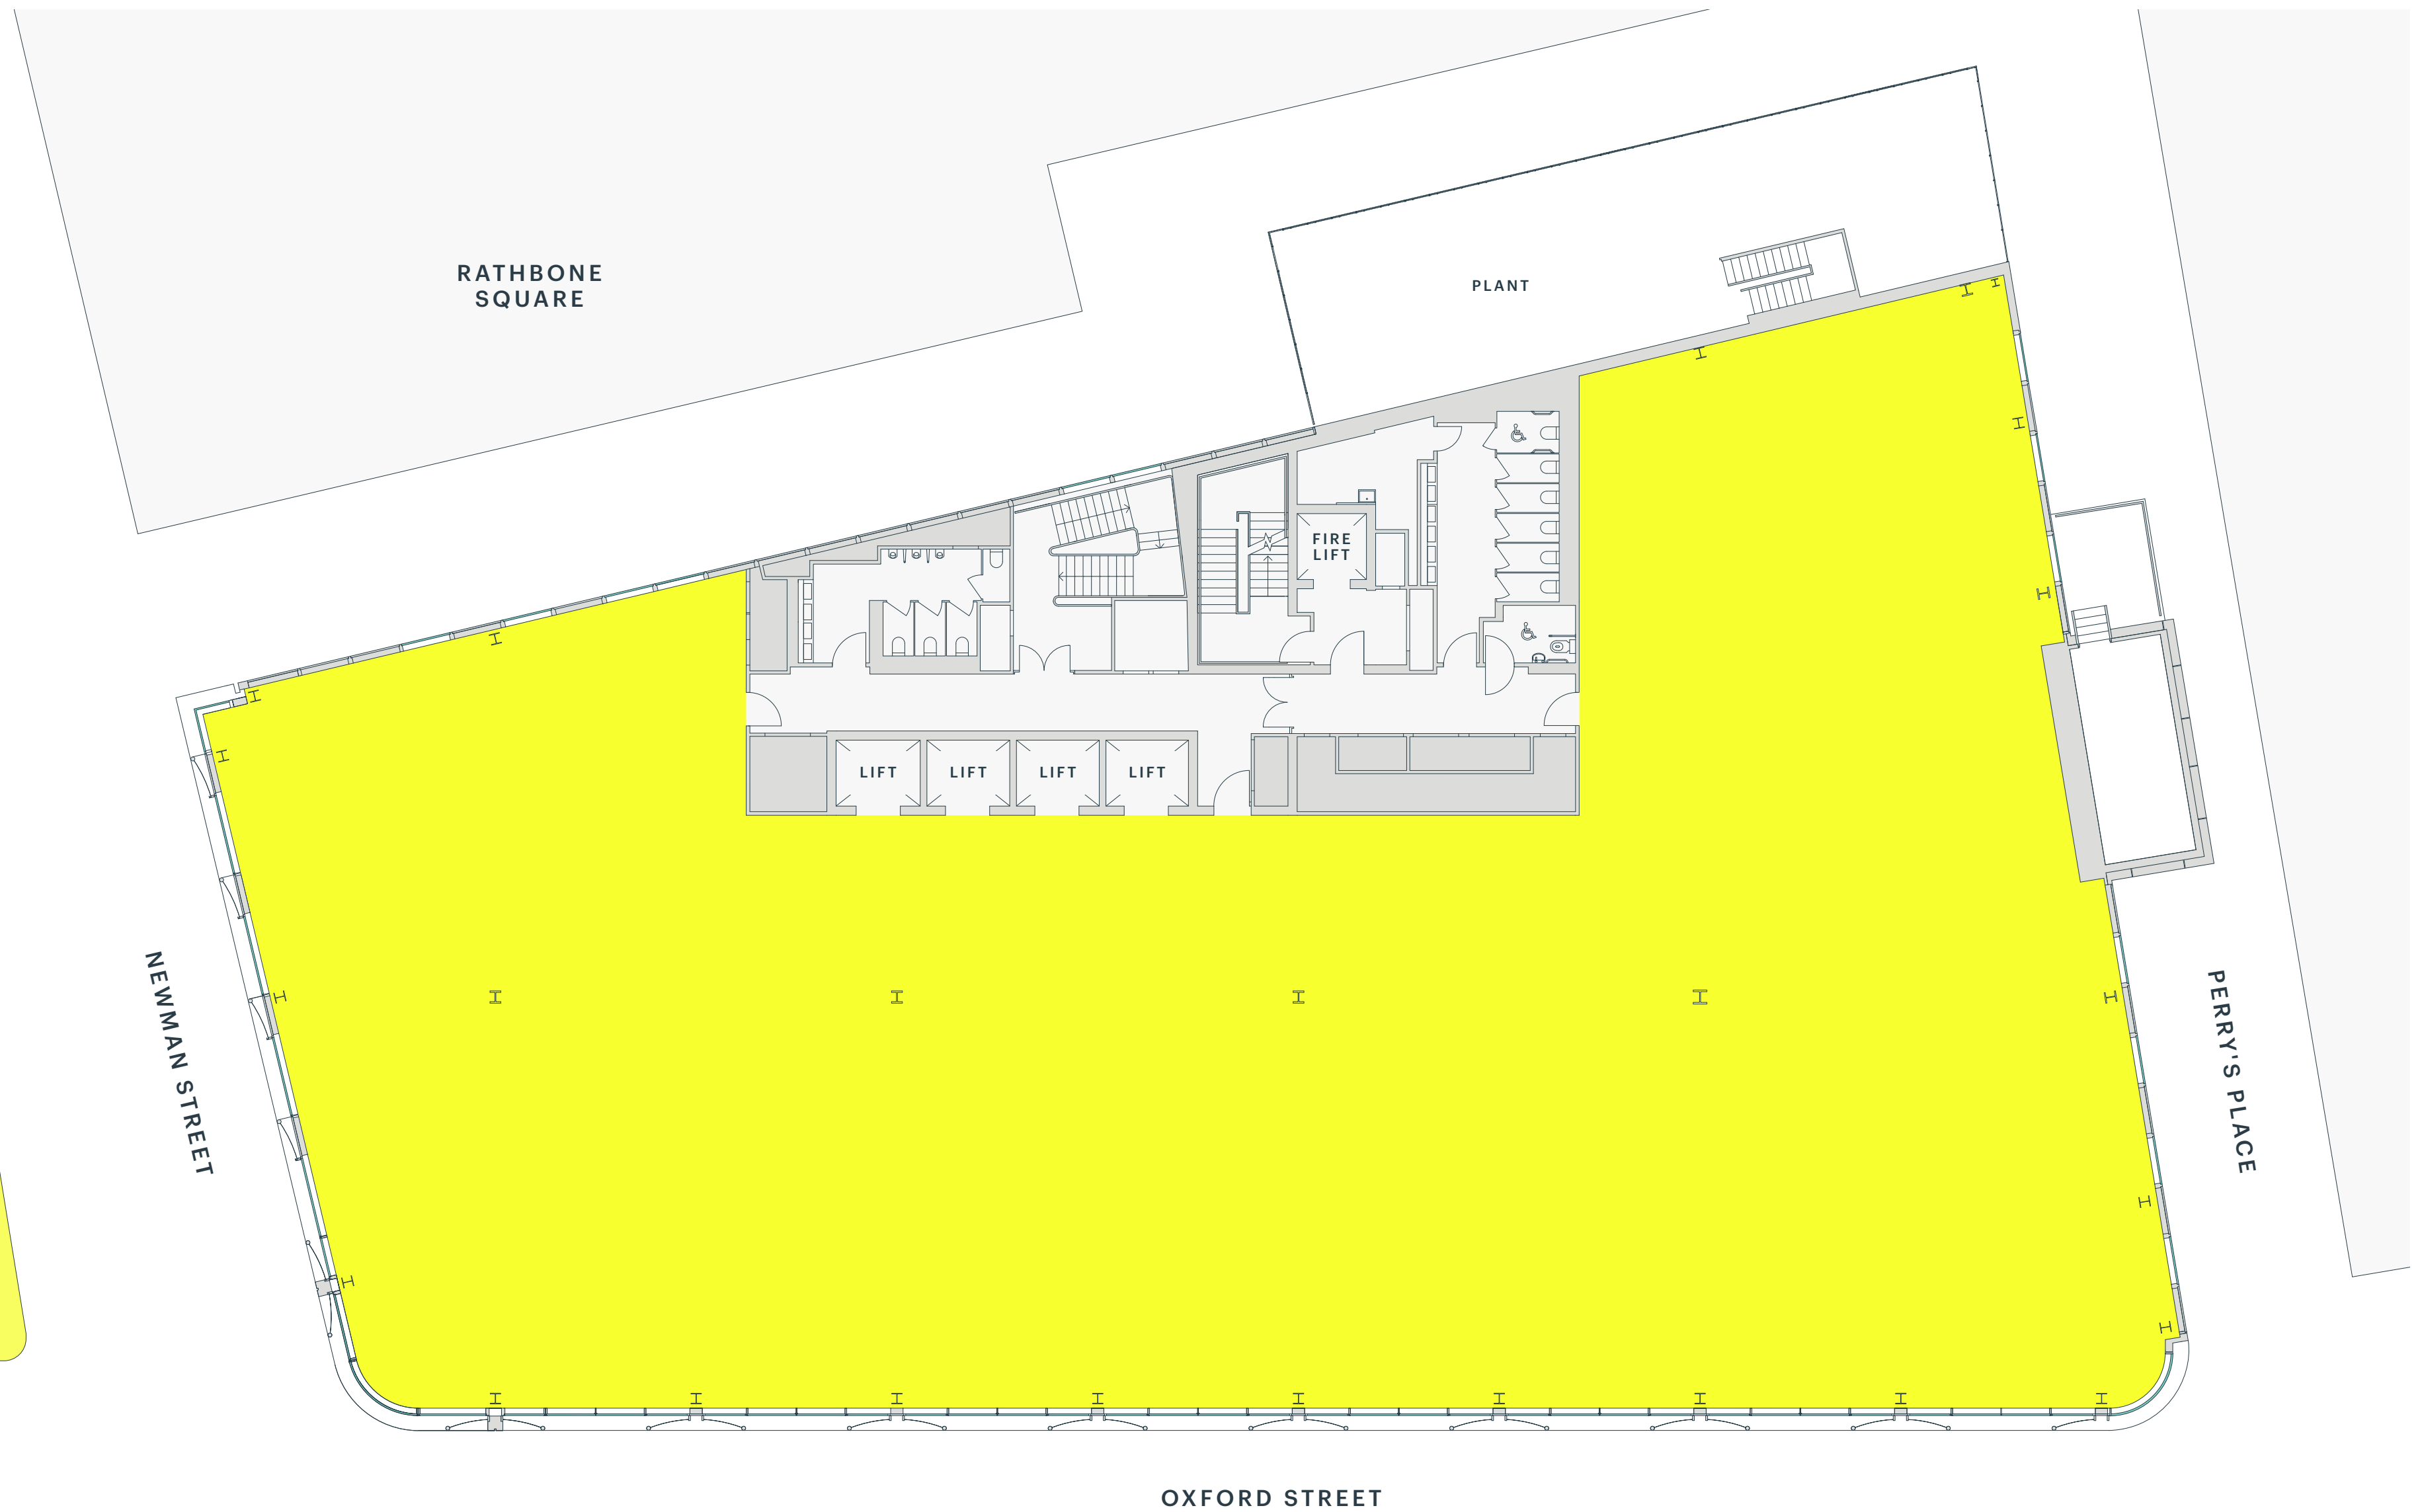 RATHBONE
SQUARE
PLANT
FIRE
LIFT
LIFT
LIFT
LIFT
LIFT
NEWMAN STREET
PERRY'S PLACE
OXFORD STREET